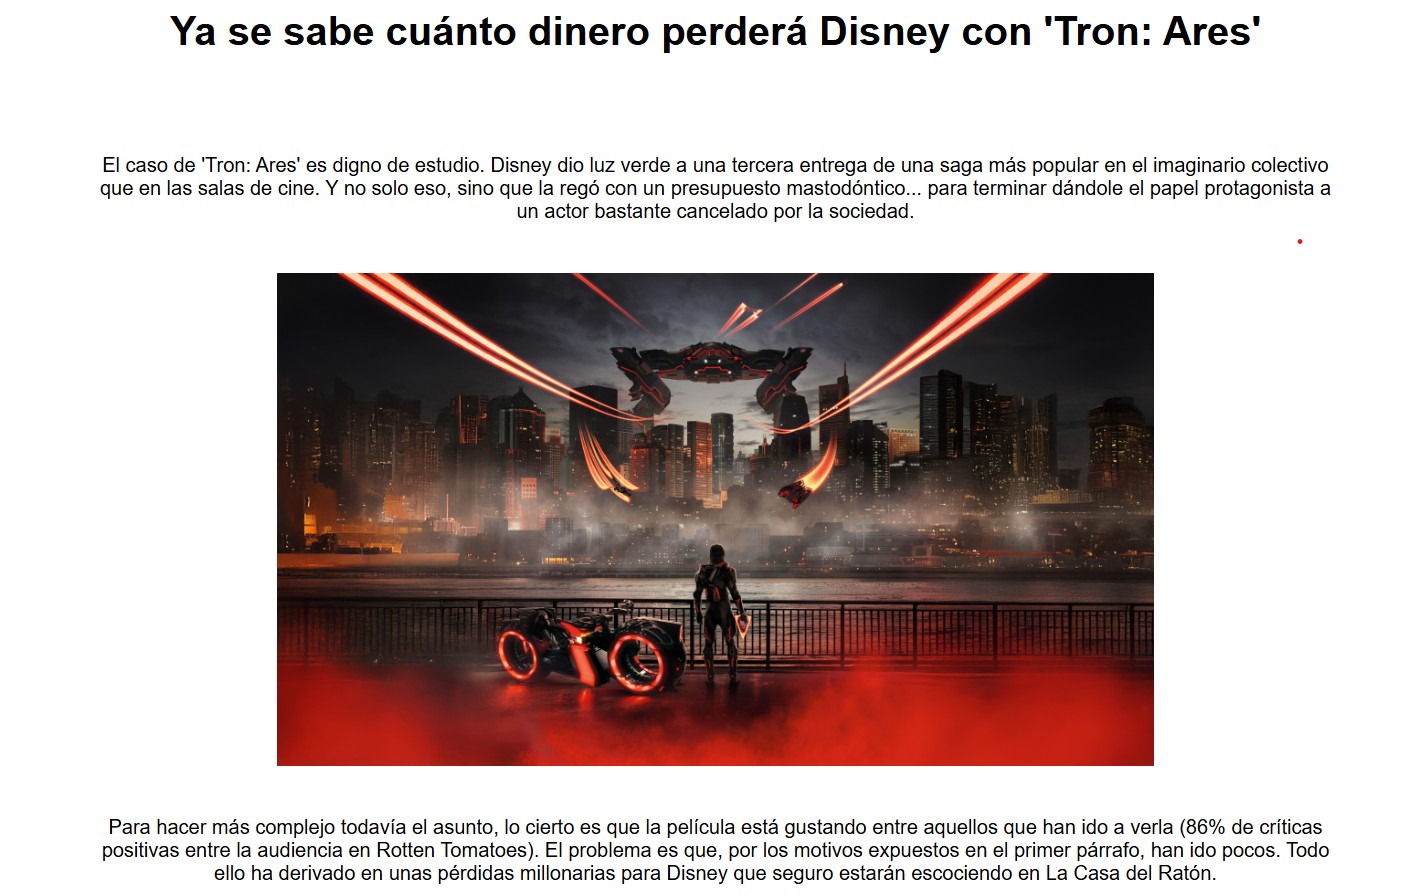 Ya se sabe cuánto dinero perderá Disney con 'Tron: Ares'
El caso de 'Tron: Ares' es digno de estudio. Disney dio luz verde a una tercera entrega de una saga más popular en el imaginario colectivo
que en las salas de cine. Y no solo eso, sino que la regó con un presupuesto mastodóntico... para terminar dándole el papel protagonista a
un actor bastante cancelado por la sociedad.
Para hacer más complejo todavía el asunto, lo cierto es que la película está gustando entre aquellos que han ido a verla (86% de críticas
positivas entre la audiencia en Rotten Tomatoes). El problema es que, por los motivos expuestos en el primer párrafo, han ido pocos. Todo
ello ha derivado en unas pérdidas millonarias para Disney que seguro estarán escociendo en La Casa del Ratón.